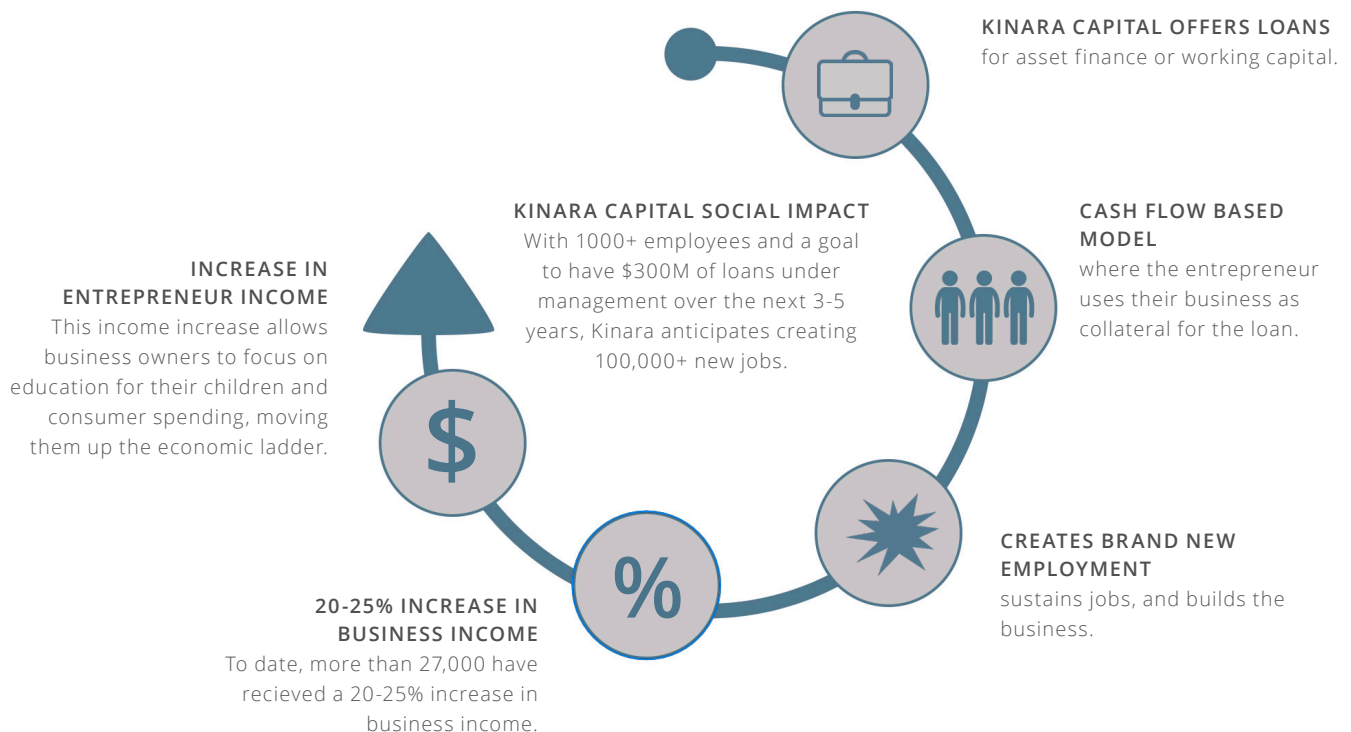 KINARA CAPITAL OFFERS LOANS
for asset finance or working capital.
CASH FLOW BASED
MODEL
where the entrepreneur
uses their business as
collateral for the loan.
CREATES BRAND NEW
EMPLOYMENT
sustains jobs, and builds the
business.
%
20-25% INCREASE IN
BUSINESS INCOME
To date, more than 27,000 have
recieved a 20-25% increase in
business income.
$
INCREASE IN
ENTREPRENEUR INCOME
This income increase allows
business owners to focus on
education for their children and
consumer spending, moving
them up the economic ladder.
KINARA CAPITAL SOCIAL IMPACT
With 1000+ employees and a goal
to have $300M of loans under
management over the next 3-5
years, Kinara anticipates creating
100,000+ new jobs.